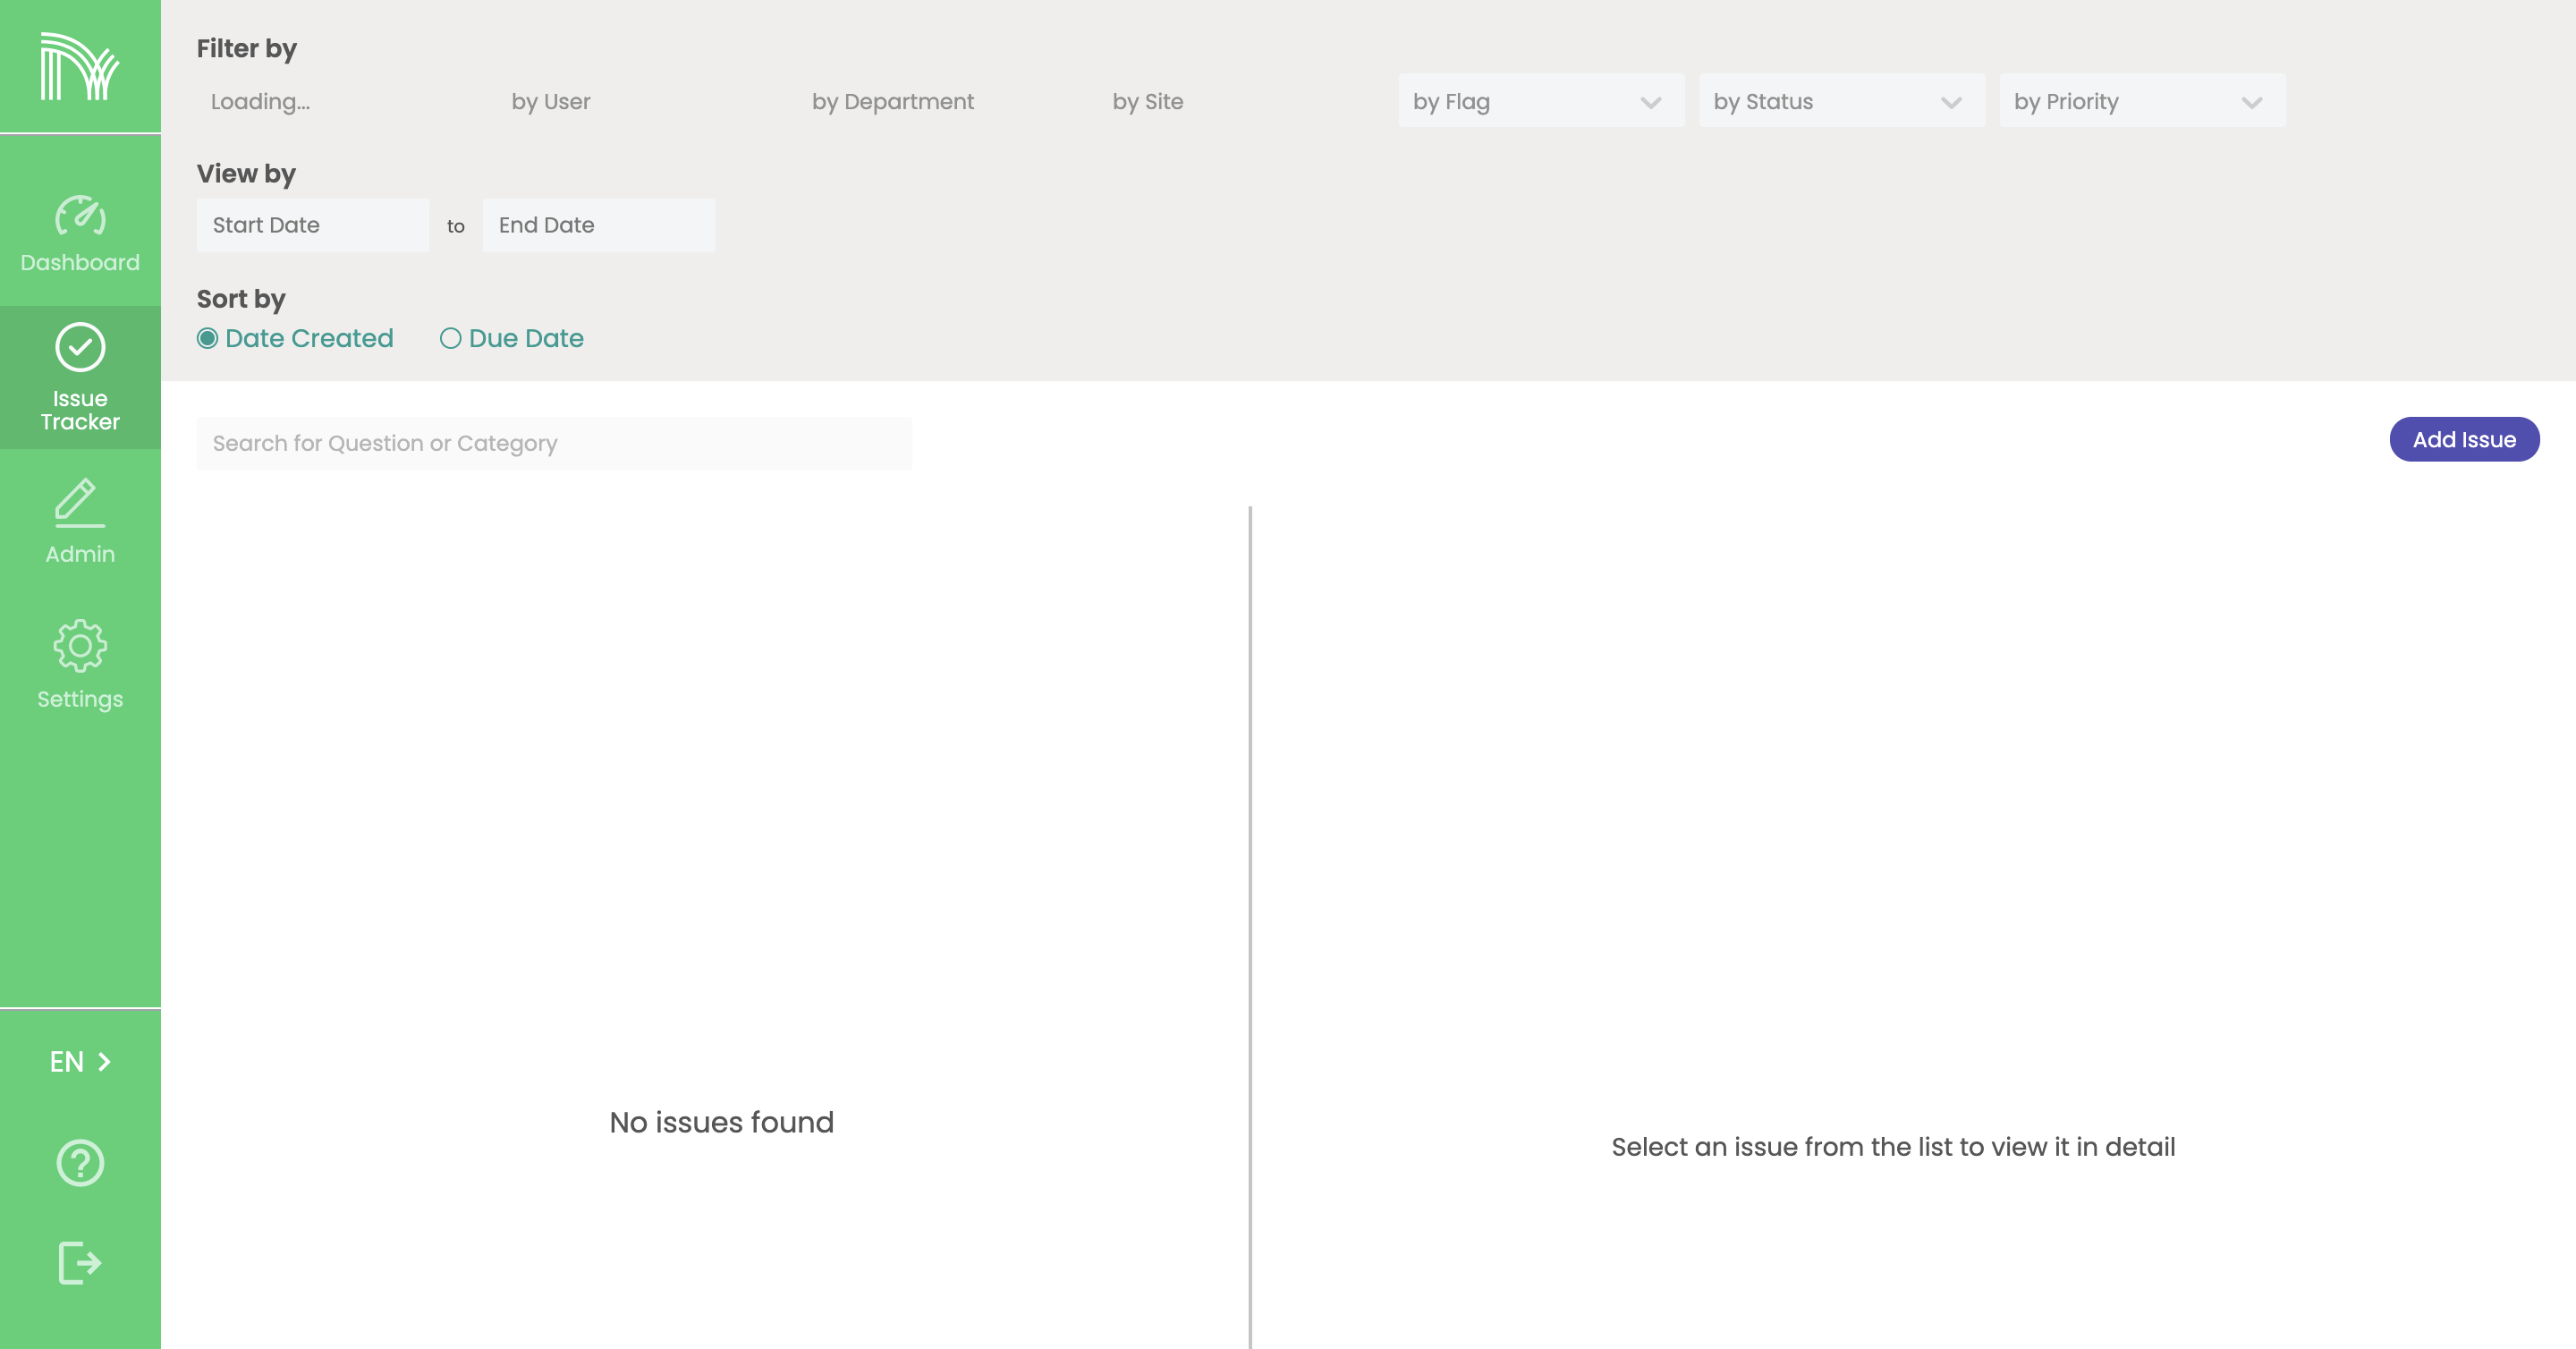 Filter by
Loading... by User by Department by Site by Flag by Status by Priority
View by
Start Date to End Date
Sort by
Date Created Due Date
Dashboard
Issue
Tracker
Admin
Settings
EN
Search for Question or Category
Add Issue
No issues found
Select an issue from the list to view it in detail